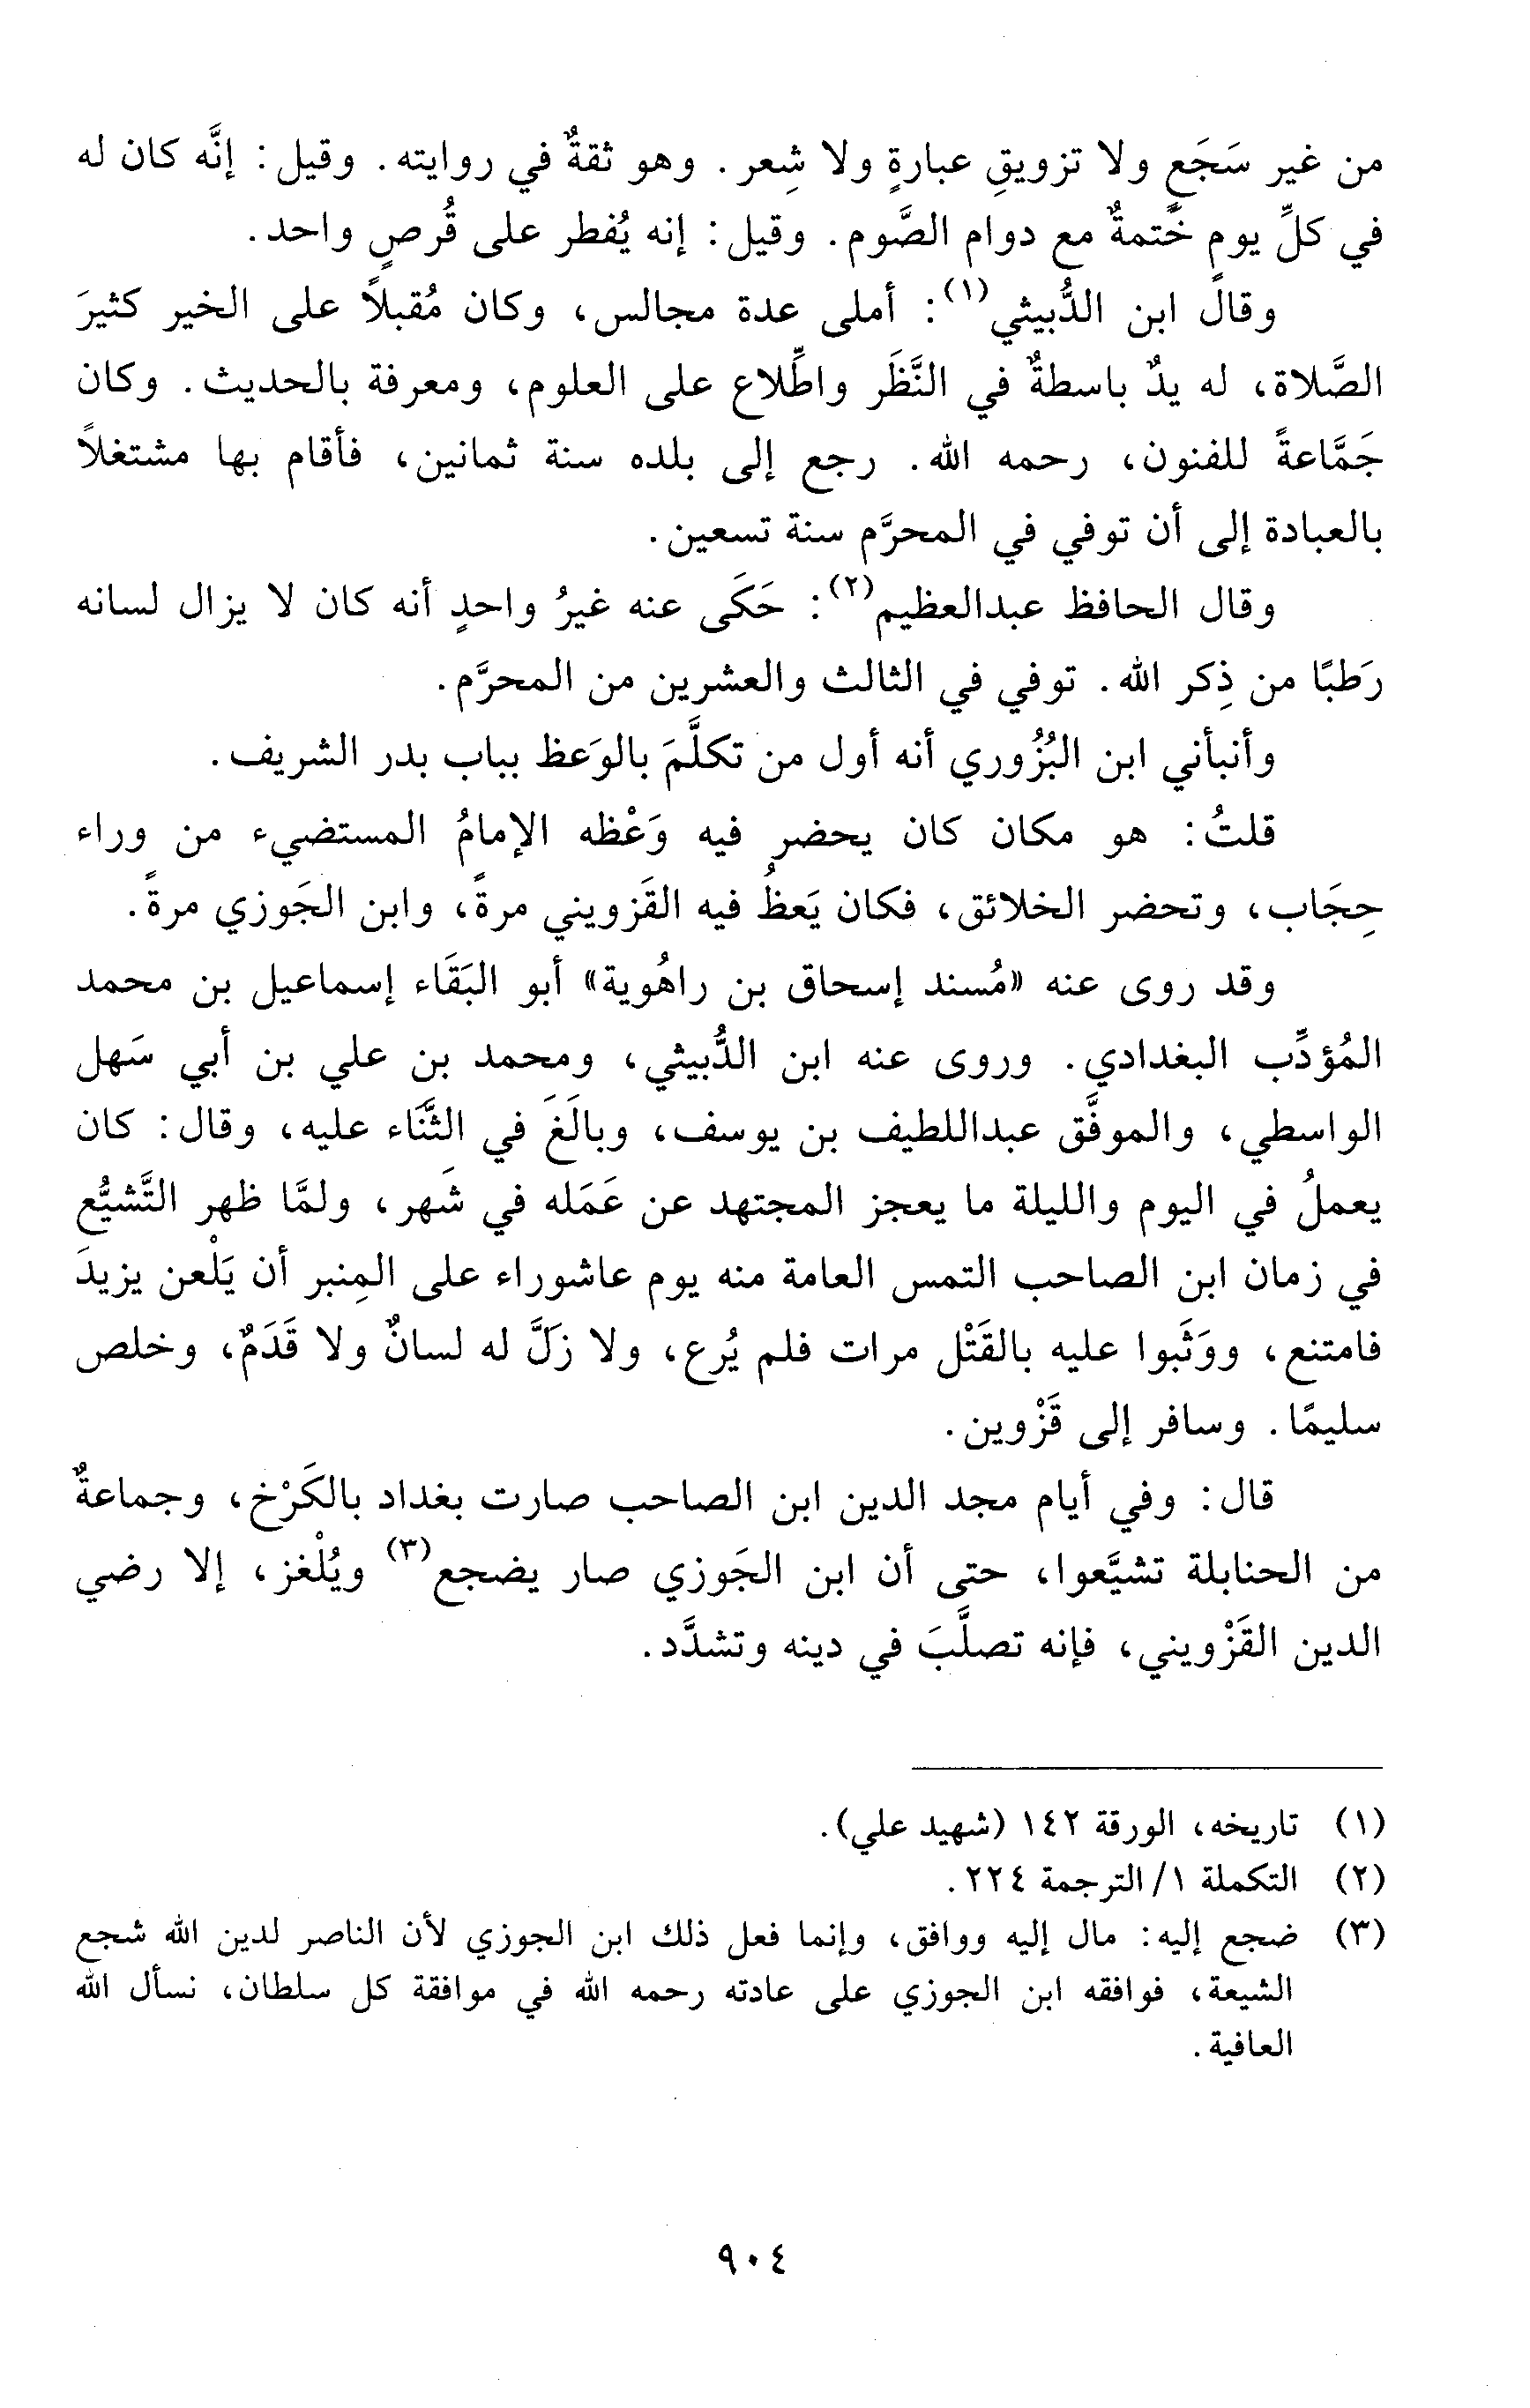 من غير سَجَعٍ ولا تزويقِ عبارةٍ ولا شِعر. وهو ثقةٌ في روايته. وقيل: إنَّه كان له
في كلِّ يومٍ خَتمةٌ مع دوام الصَّوم. وقيل: إنه يُفطر على قُرصٍ واحد.
وقال ابن الدُّبيثي(١): أملى عدة مجالس، وكان مُقبلاً على الخير كثيرَ
الصَّلاة، له يدٌ باسطةٌ في النَّظَر واطِّلاع على العلوم، ومعرفة بالحديث. وكان
جَمَّاعةً للفنون، رحمه الله. رجع إلى بلده سنة ثمانين، فأقام بها مشتغلاً
بالعبادة إلى أن توفي في المحرَّم سنة تسعين.
وقال الحافظ عبدالعظيم(٢): حَكَى عنه غيرُ واحدٍ أنه كان لا يزال لسانه
رَطبًا من ذِكر الله. توفي في الثالث والعشرين من المحرَّم.
وأنبأني ابن البُزُوري أنه أول من تكلَّمَ بالوَعظ بباب بدر الشريف.
قلتُ: هو مكان كان يحضر فيه وَعْظه الإمامُ المستضيء من وراء
حِجَاب، وتحضر الخلائق، فكان يَعظُ فيه القَزويني مرةً، وابن الجَوزي مرةً.
وقد روى عنه «مُسند إسحاق بن راهُوية» أبو البَقَاء إسماعيل بن محمد
المُؤدِّب البغدادي. وروى عنه ابن الدُّبيثي، ومحمد بن علي بن أبي سَهل
الواسطي، والموفَّق عبداللطيف بن يوسف، وبالَغَ في الثَّنَاء عليه، وقال: كان
يعملُ في اليوم والليلة ما يعجز المجتهد عن عَمَله في شَهر، ولمَّا ظهر التَّشيُّع
في زمان ابن الصاحب التمس العامة منه يوم عاشوراء على المِنبر أن يَلْعن يزيدَ
فامتنع، ووَثَبوا عليه بالقَتْل مرات فلم يُرع، ولا زَلَّ له لسانٌ ولا قَدَمٌ، وخلص
سليمًا. وسافر إلى قَزْوين.
قال: وفي أيام مجد الدين ابن الصاحب صارت بغداد بالكَرْخ، وجماعةٌ
من الحنابلة تشيَّعوا، حتى أن ابن الجَوزي صار يضجع(٣) ويُلْغز، إلا رضي
الدين القَزْويني، فإنه تصلَّبَ في دينه وتشدَّد.
(١) تاريخه، الورقة ١٤٢ (شهيد علي).
(٢) التكملة ١/ الترجمة ٢٢٤.
(٣) ضجع إليه: مال إليه ووافق، وإنما فعل ذلك ابن الجوزي لأن الناصر لدين الله شجع
الشيعة، فوافقه ابن الجوزي على عادته رحمه الله في موافقة كل سلطان، نسأل الله
العافية.
٩٠٤